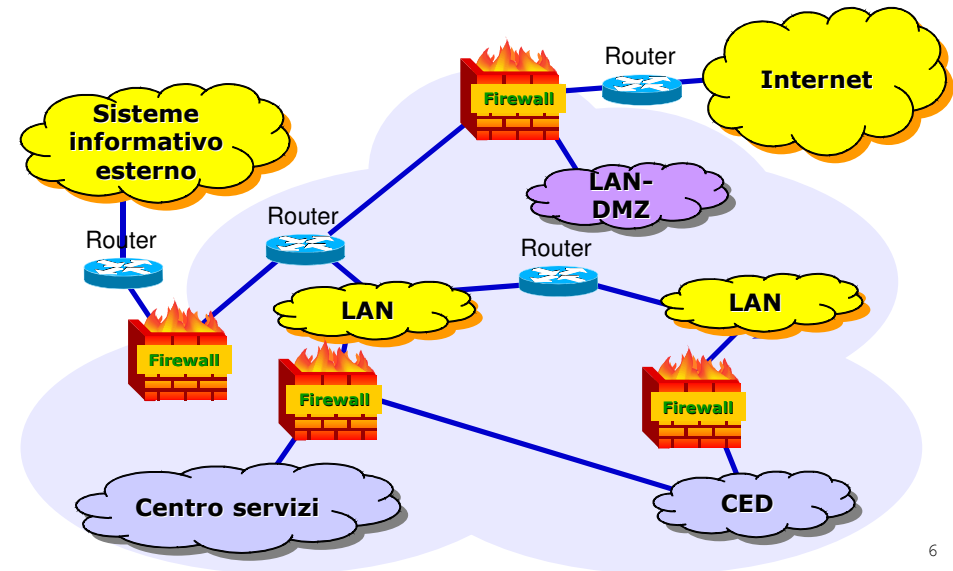 Router
Internet
Firewall
Sisteme
informativo
esterno
LAN-
DMZ
Router
Router
Router
LAN
LAN
Firewall
Firewall
Firewall
Centro servizi
CED
6